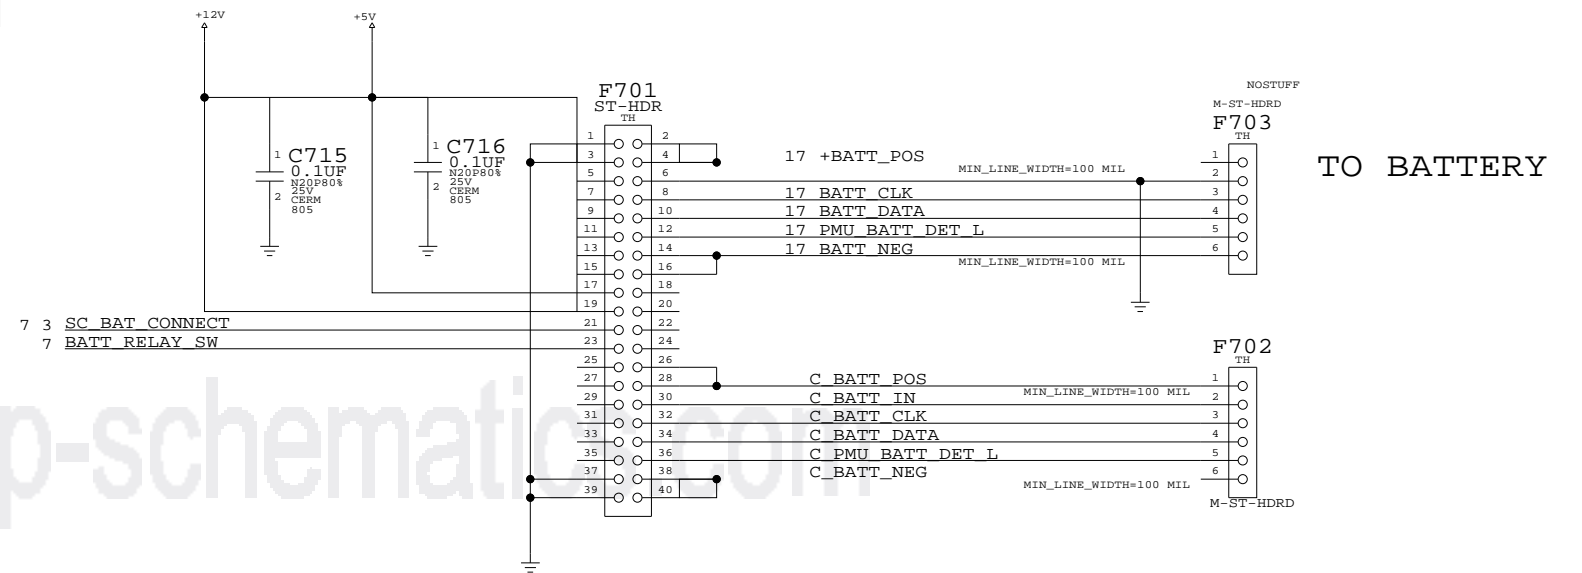 +12V
+5V
C715
1
0.1UF
N20P80%
25V
2
CERM
805
C716
1
0.1UF
N20P80%
25V
2
CERM
805
F701
ST-HDR
TH
1 2
3 4
5 6
7 8
9 10
11 12
13 14
15 16
17 18
19 20
21 22
23 24
25 26
27 28
29 30
31 32
33 34
35 36
37 38
39 40
7 3 SC_BAT_CONNECT
7 BATT_RELAY_SW
17 +BATT_POS
MIN_LINE_WIDTH=100 MIL
17 BATT_CLK
17 BATT_DATA
17 PMU_BATT_DET_L
17 BATT_NEG
MIN_LINE_WIDTH=100 MIL
NOSTUFF
M-ST-HDRD
F703
TH
1
2
3
4
5
6
TO BATTERY
C_BATT_POS
MIN_LINE_WIDTH=100 MIL
C_BATT_IN
C_BATT_CLK
C_BATT_DATA
C_PMU_BATT_DET_L
C_BATT_NEG
MIN_LINE_WIDTH=100 MIL
F702
TH
1
2
3
4
5
6
M-ST-HDRD
p-schematics.com